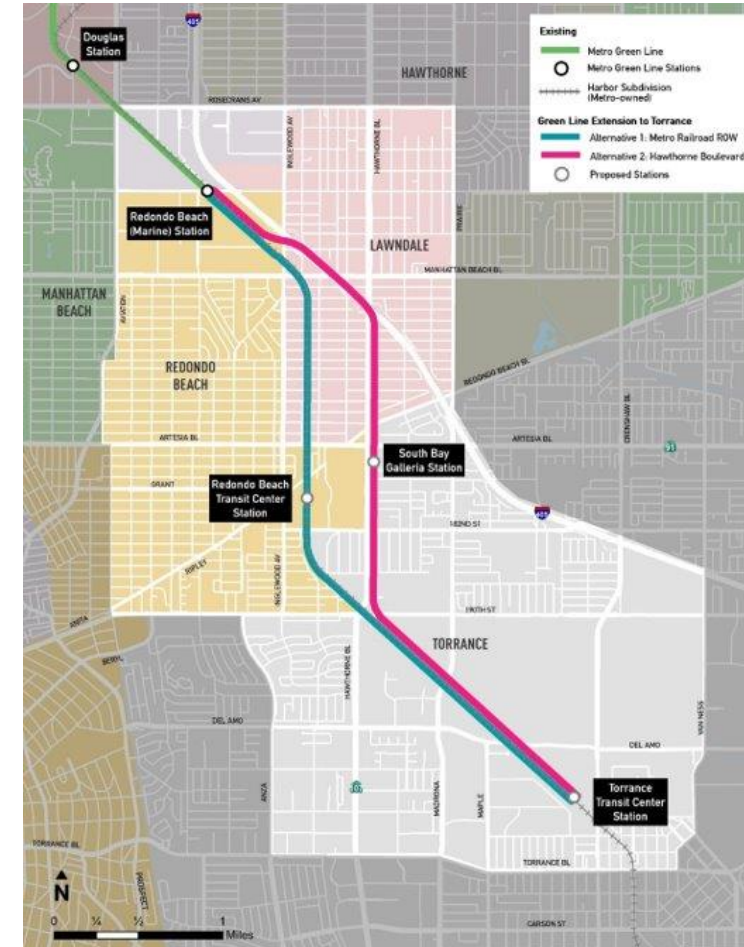 405
Douglas
Station
HAWTHORNE
ROSECRANS AV
INGLEWOOD AV
HAWTHORNE BL
PRAIRIE
Existing
Metro Green Line
Metro Green Line Stations
Harbor Subdivision
(Metro-owned)
Green Line Extension to Torrance
Alternative 1: Metro Railroad ROW
Alternative 2: Hawthorne Boulevard
Proposed Stations
Redondo Beach
(Marine) Station
LAWNDALE
MANHATTAN BEACH BL
MANHATTAN
BEACH
AVIATION
REDONDO
BEACH
REDONDO BEACH BL
CRENSHAW BL
ARTESIA BL
ARTESIA BL
91
South Bay
Galleria Station
GRANT
Redondo Beach
Transit Center
Station
405
182ND ST
RIPLEY
INGLEWOOD AV
190TH ST
ANITA
BERYL
TORRANCE
HAWTHORNE BL
DEL AMO
DEL AMO
VAN NESS
ANZA
MADRONA
MAPLE
Torrance
Transit Center
Station
TORRANCE BL
TORRANCE BL
PROSPECT
CARSON ST
N
0 ¼ ½ 1
Miles